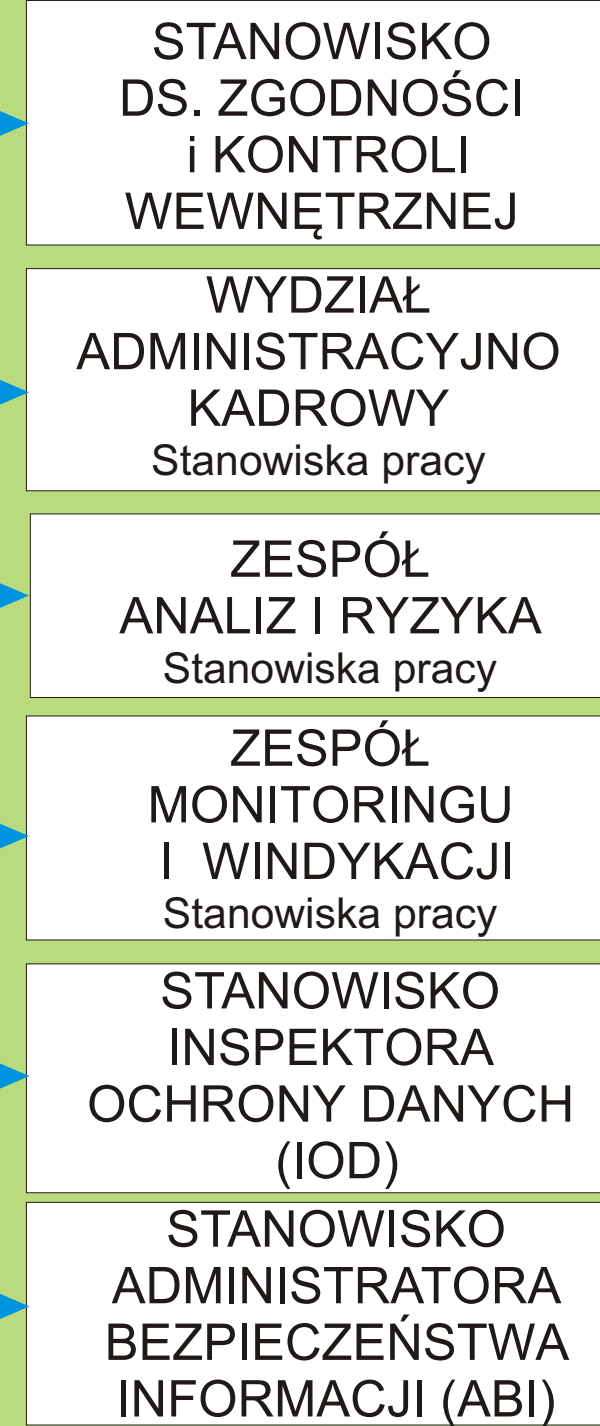 STANOWISKO
DS. ZGODNOŚCI
i KONTROLI
WEWNĘTRZNEJ
WYDZIAŁ
ADMINISTRACYJNO
KADROWY
Stanowiska pracy
ZESPÓŁ
ANALIZ I RYZYKA
Stanowiska pracy
ZESPÓŁ
MONITORINGU
I WINDYKACJI
Stanowiska pracy
STANOWISKO
INSPEKTORA
OCHRONY DANYCH
(IOD)
STANOWISKO
ADMINISTRATORA
BEZPIECZEŃSTWA
INFORMACJI (ABI)